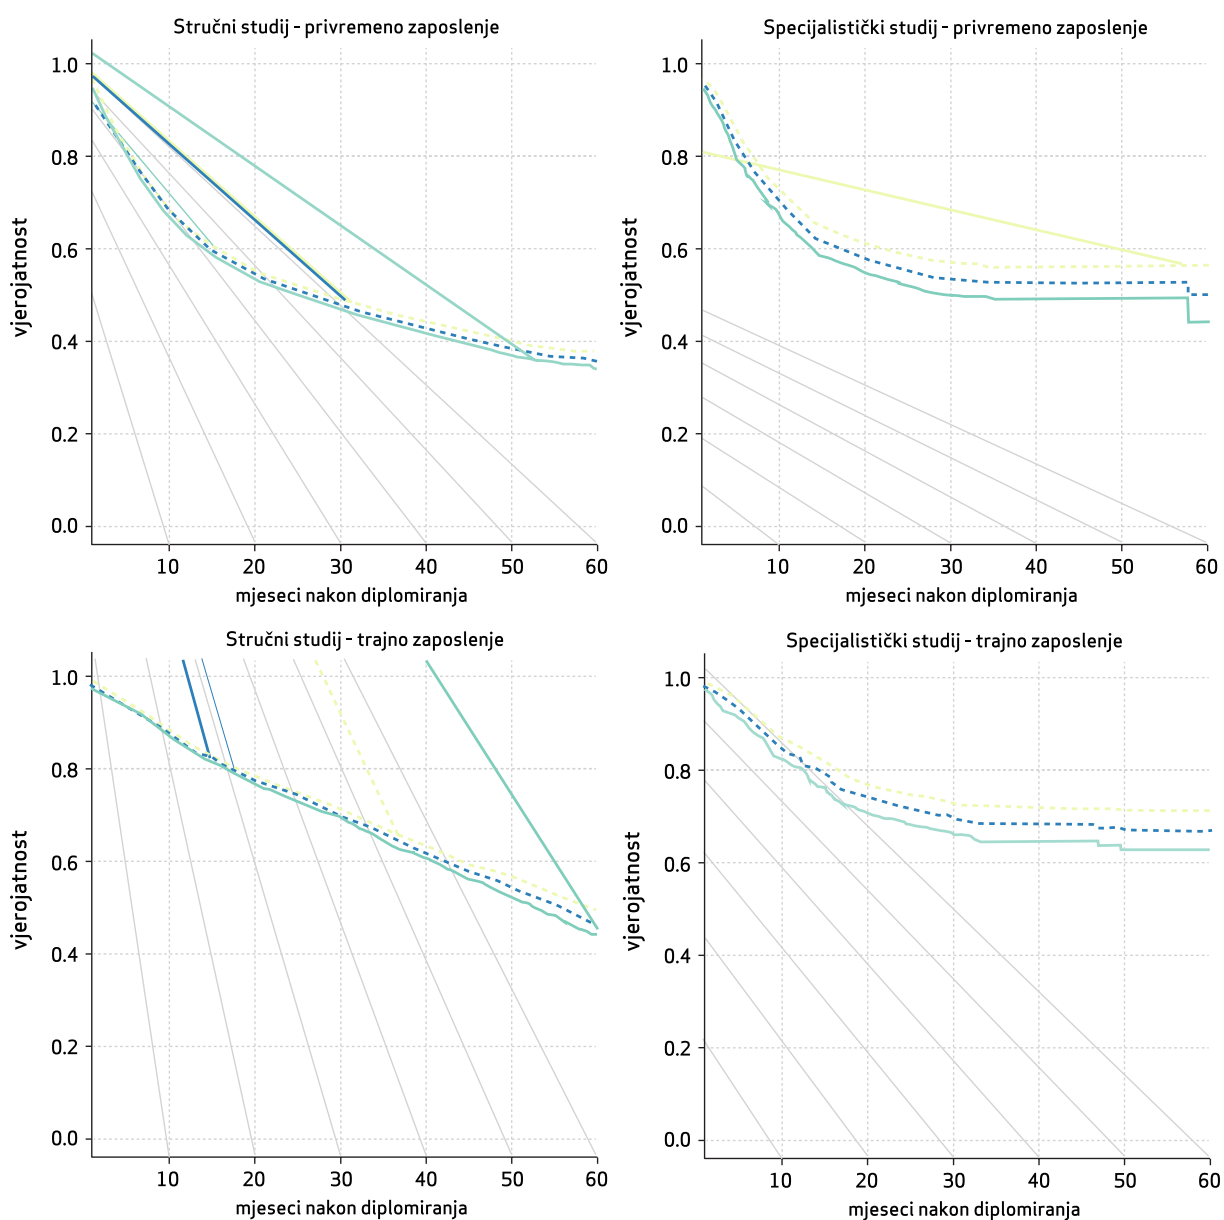 Stručni studij - privremeno zaposlenje
1.0
0.8
0.6
0.4
0.2
0.0
vjerojatnost
10 20 30 40 50 60
mjeseci nakon diplomiranja
Specijalistički studij - privremeno zaposlenje
1.0
0.8
0.6
0.4
0.2
0.0
vjerojatnost
10 20 30 40 50 60
mjeseci nakon diplomiranja
Stručni studij - trajno zaposlenje
1.0
0.8
0.6
0.4
0.2
0.0
vjerojatnost
10 20 30 40 50 60
mjeseci nakon diplomiranja
Specijalistički studij - trajno zaposlenje
1.0
0.8
0.6
0.4
0.2
0.0
vjerojatnost
10 20 30 40 50 60
mjeseci nakon diplomiranja